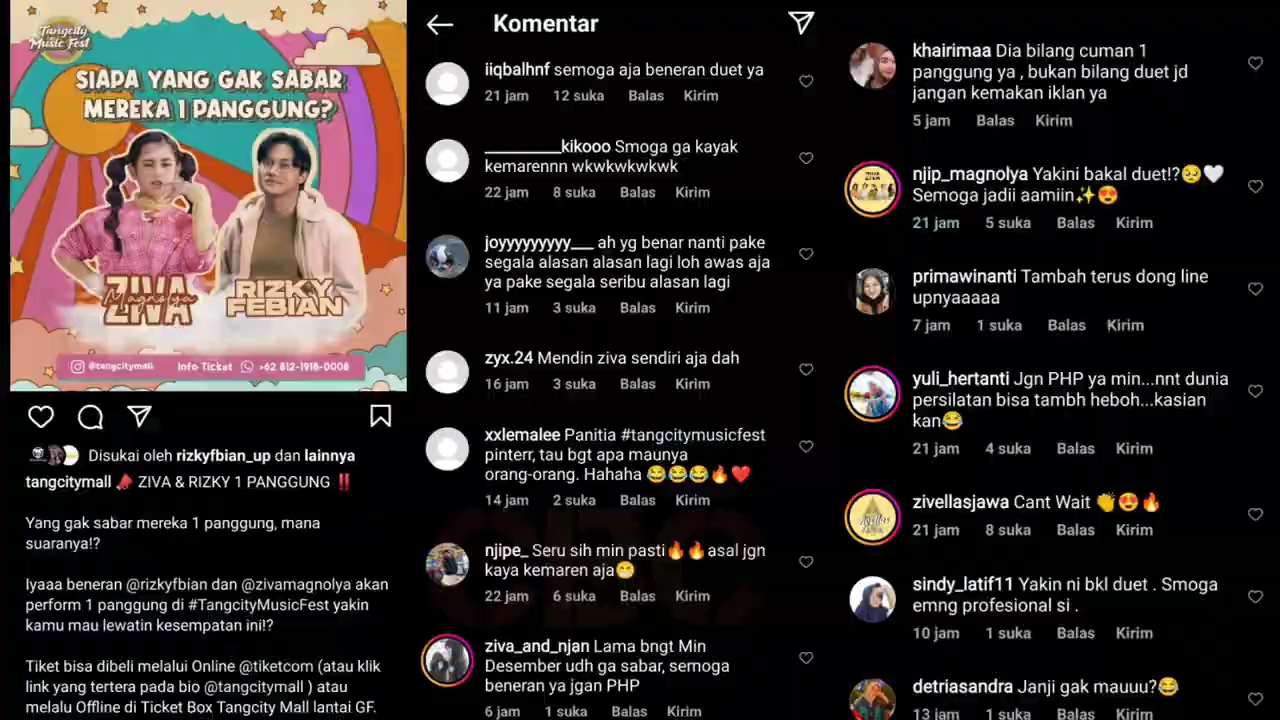 Tangcity
Music Fest
SIAPA YANG GAK SABAR
MEREKA 1 PANGGUNG?
ZIVA
Magnolya
RIZKY
FEBIAN
@tangcitymall Info Ticket +62 812-1918-0008
Disukai oleh rizkyfbian_up dan lainnya
tangcitymall 📣 ZIVA & RIZKY 1 PANGGUNG ‼️
Yang gak sabar mereka 1 panggung, mana
suaranya!?
Iyaaa beneran @rizkyfbian dan @zivamagnolya akan
perform 1 panggung di #TangcityMusicFest yakin
kamu mau lewatin kesempatan ini!?
Tiket bisa dibeli melalui Online @tiketcom (atau klik
link yang tertera pada bio @tangcitymall ) atau
melalu Offline di Ticket Box Tangcity Mall lantai GF.
Komentar
iiqbalhnf semoga aja beneran duet ya
21 jam 12 suka Balas Kirim
___________kikooo Smoga ga kayak
kemarennn wkwkwkwkwk
22 jam 8 suka Balas Kirim
joyyyyyyyyy___ ah yg benar nanti pake
segala alasan alasan lagi loh awas aja
ya pake segala seribu alasan lagi
11 jam 3 suka Balas Kirim
zyx.24 Mendin ziva sendiri aja dah
16 jam 3 suka Balas Kirim
xxlemalee Panitia #tangcitymusicfest
pinterr, tau bgt apa maunya
orang-orang. Hahaha 😂😂😂🔥❤️
14 jam 2 suka Balas Kirim
njipe_ Seru sih min pasti🔥🔥asal jgn
kaya kemaren aja😁
22 jam 6 suka Balas Kirim
ziva_and_njan Lama bngt Min
Desember udh ga sabar, semoga
beneran ya jgan PHP
6 jam 1 suka Balas Kirim
khairimaa Dia bilang cuman 1
panggung ya , bukan bilang duet jd
jangan kemakan iklan ya
5 jam Balas Kirim
njip_magnolya Yakini bakal duet!?🥺🤍
Semoga jadii aamiin✨😍
21 jam 5 suka Balas Kirim
primawinanti Tambah terus dong line
upnyaaaaa
7 jam 1 suka Balas Kirim
yuli_hertanti Jgn PHP ya min...nnt dunia
persilatan bisa tambh heboh...kasian
kan😂
21 jam 4 suka Balas Kirim
zivellasjawa Cant Wait 👏😍🔥
21 jam 8 suka Balas Kirim
sindy_latif11 Yakin ni bkl duet . Smoga
emng profesional si .
10 jam 1 suka Balas Kirim
detriasandra Janji gak mauuu?😂
13 jam 1 suka Balas Kirim